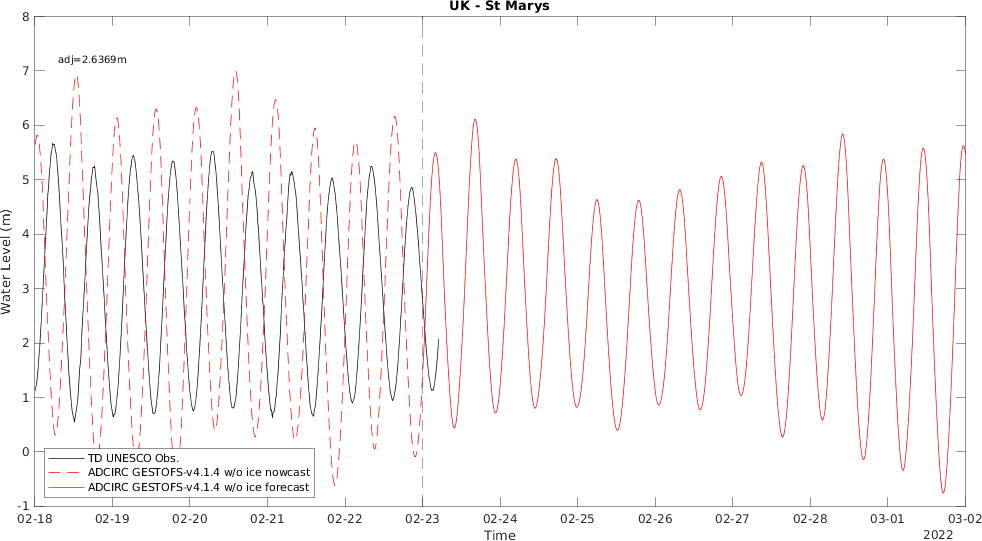 UK - St Marys
adj=2.6369m
8
7
6
5
4
3
2
1
0
-1
Water Level (m)
TD UNESCO Obs.
ADCIRC GESTOFS-v4.1.4 w/o ice nowcast
ADCIRC GESTOFS-v4.1.4 w/o ice forecast
02-18 02-19 02-20 02-21 02-22 02-23 02-24 02-25 02-26 02-27 02-28 03-01 03-02
Time
2022